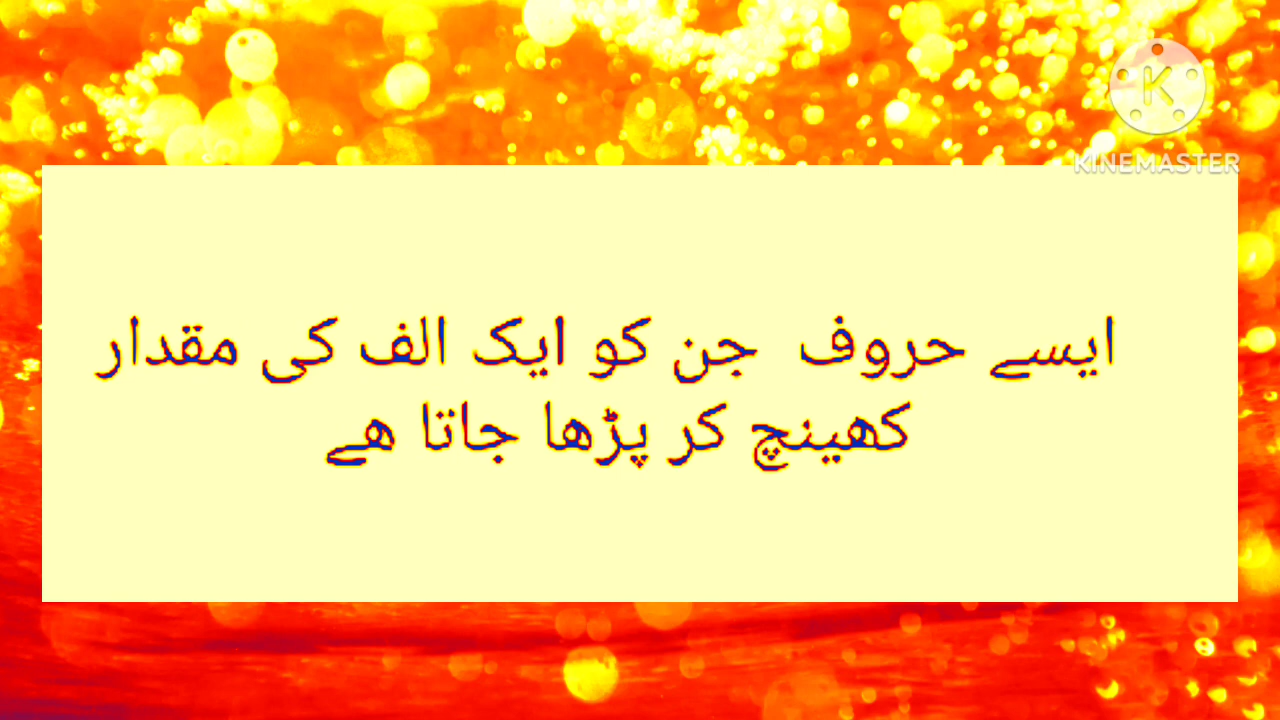 K
KINEMASTER
ایسے حروف جن کو ایک الف کی مقدار
کھینچ کر پڑھا جاتا ھے